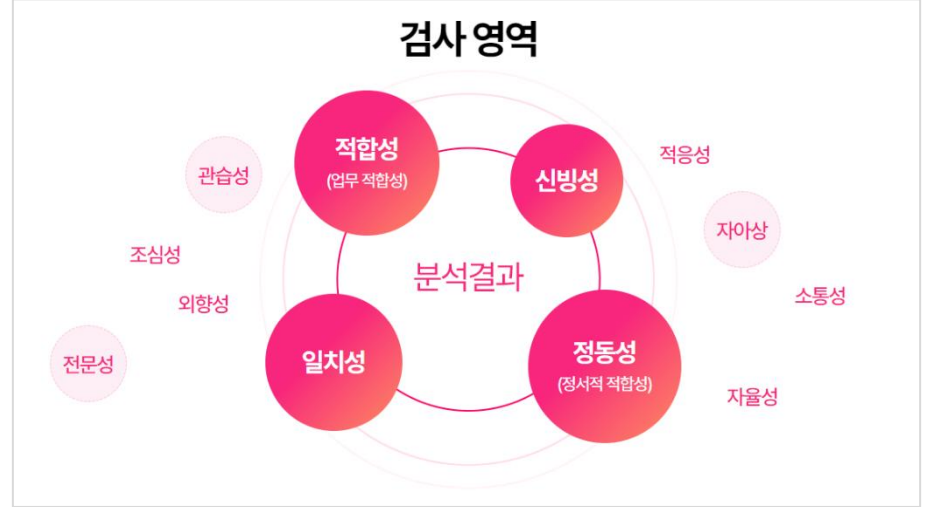 검사 영역
적합성
(업무 적합성)
신빙성
적응성
관습성
자아상
조심성
분석결과
외향성
소통성
전문성
일치성
정동성
(정서적 적합성)
자율성